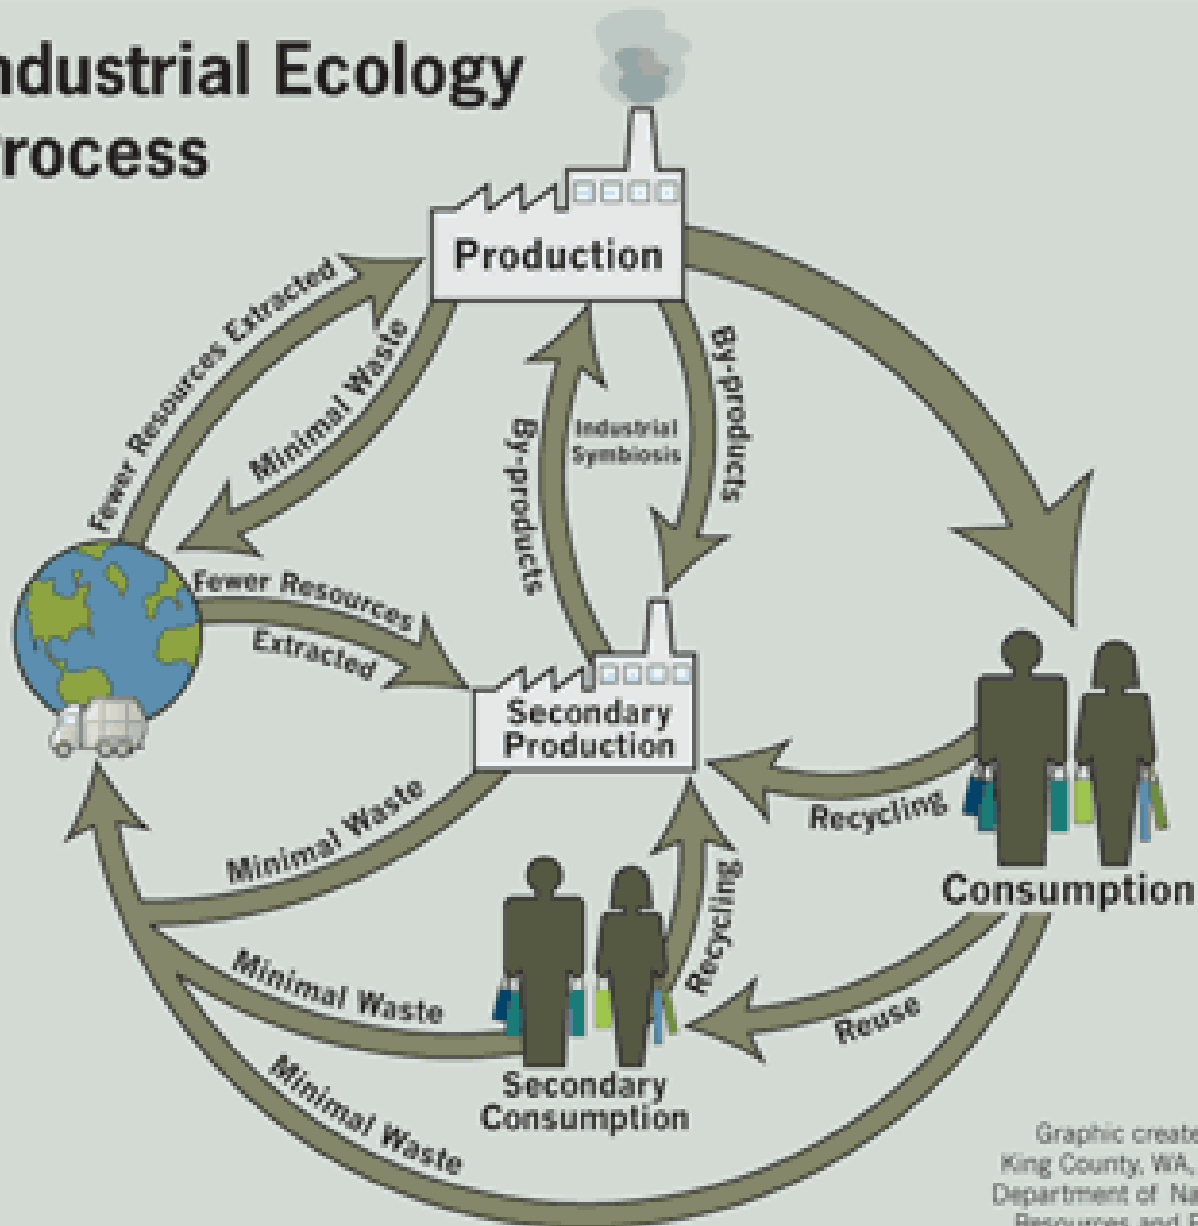 ndustrial Ecology
rocess
Production
Fewer Resources Extracted
Minimal Waste
By-products
Industrial
Symbiosis
By-products
Fewer Resources
Extracted
Secondary
Production
Recycling
Minimal Waste
Recycling
Consumption
Minimal Waste
Reuse
Secondary
Consumption
Minimal Waste
Graphic create
King County, WA,
Department of Na
Resources and